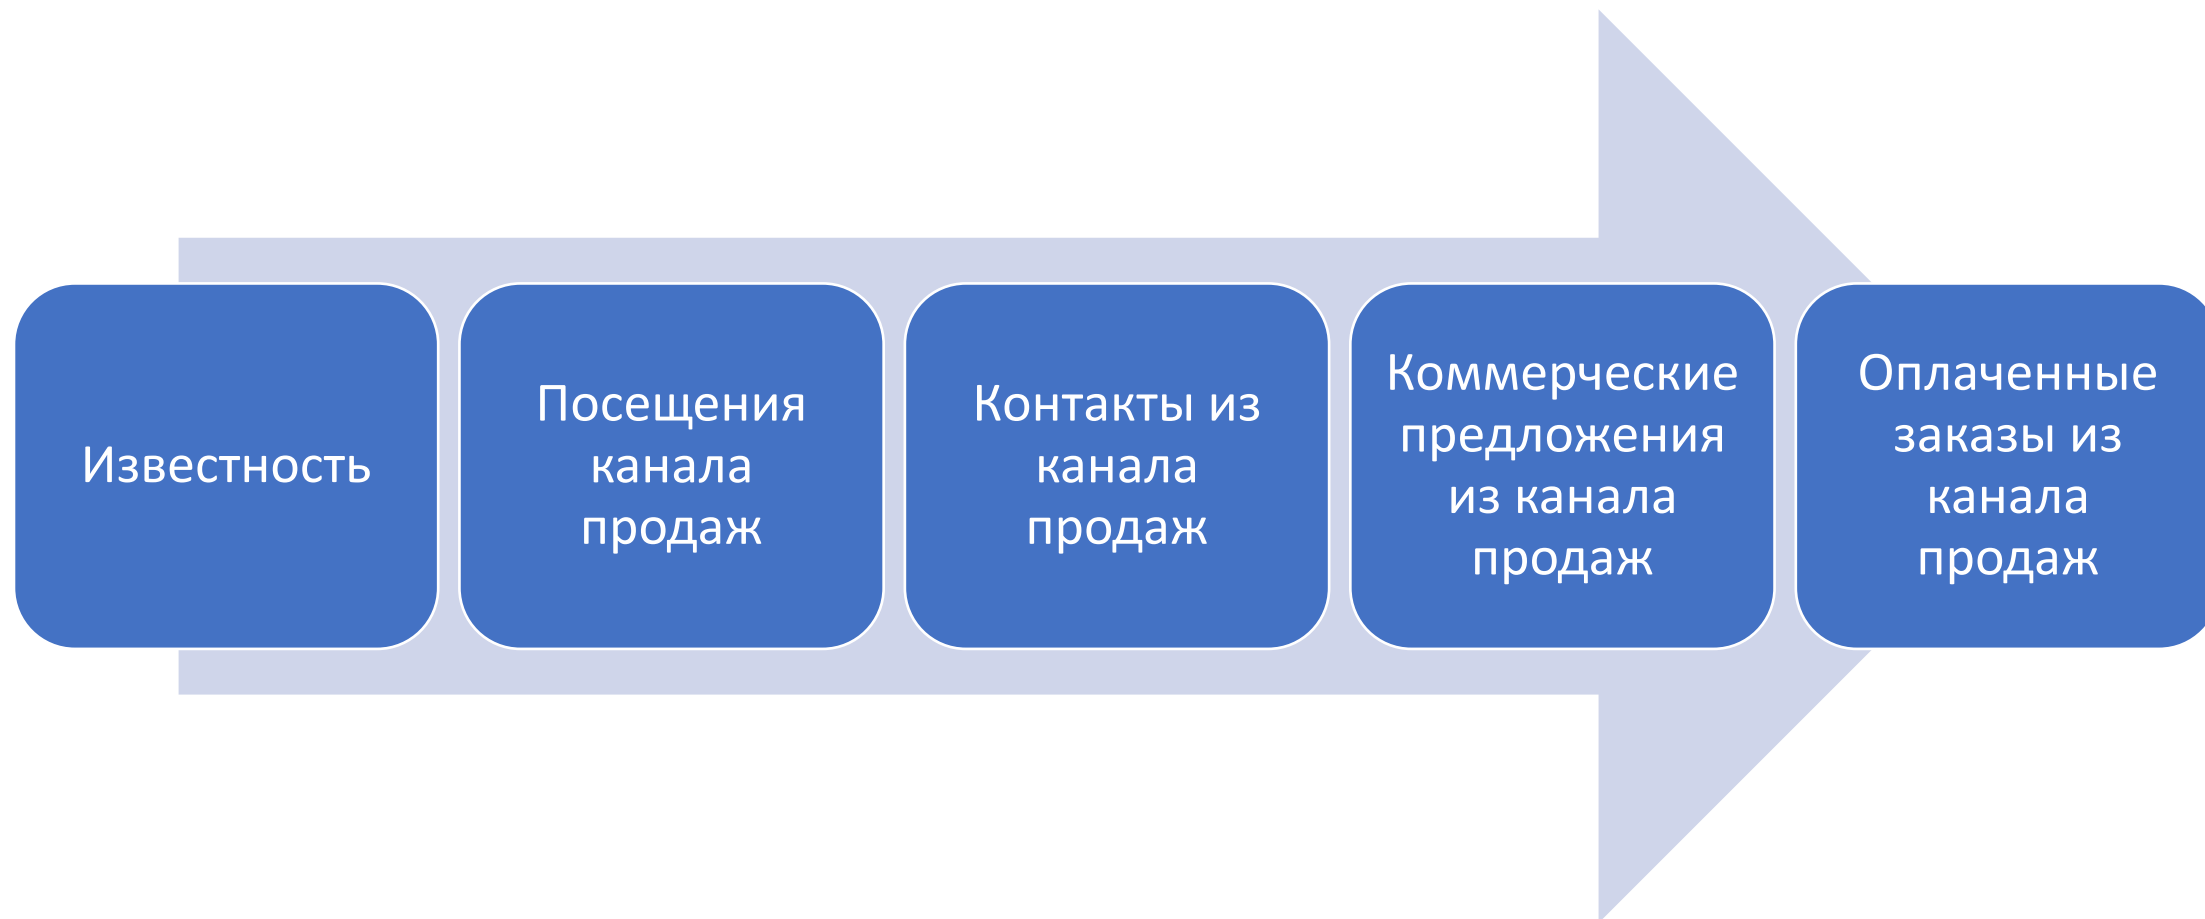 Известность
Посещения
канала
продаж
Контакты из
канала
продаж
Коммерческие
предложения
из канала
продаж
Оплаченные
заказы из
канала
продаж